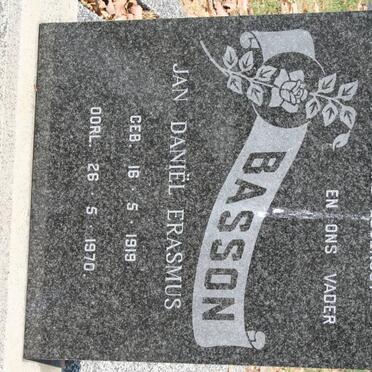 EN ONS VADER
BASSON
JAN DANIËL ERASMUS
GEB. 16 5 1919
OORL. 26 5 1970.